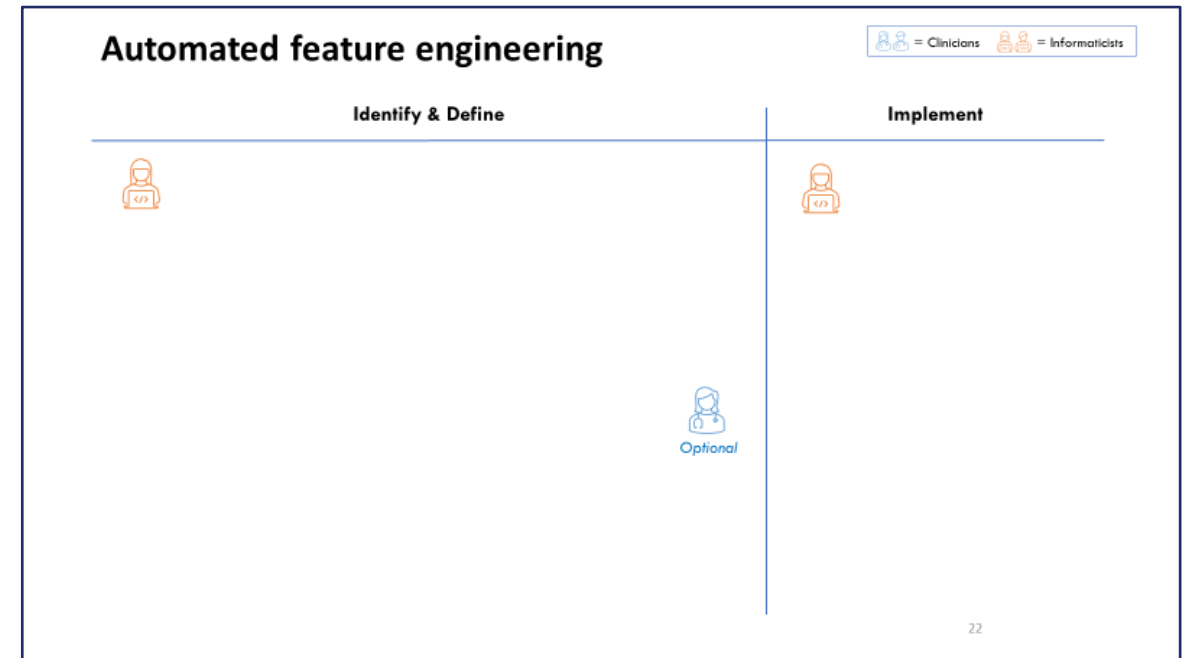 Automated feature engineering
= Clinicians = Informaticists
Identify & Define
Implement
</>
</>
Optional
22